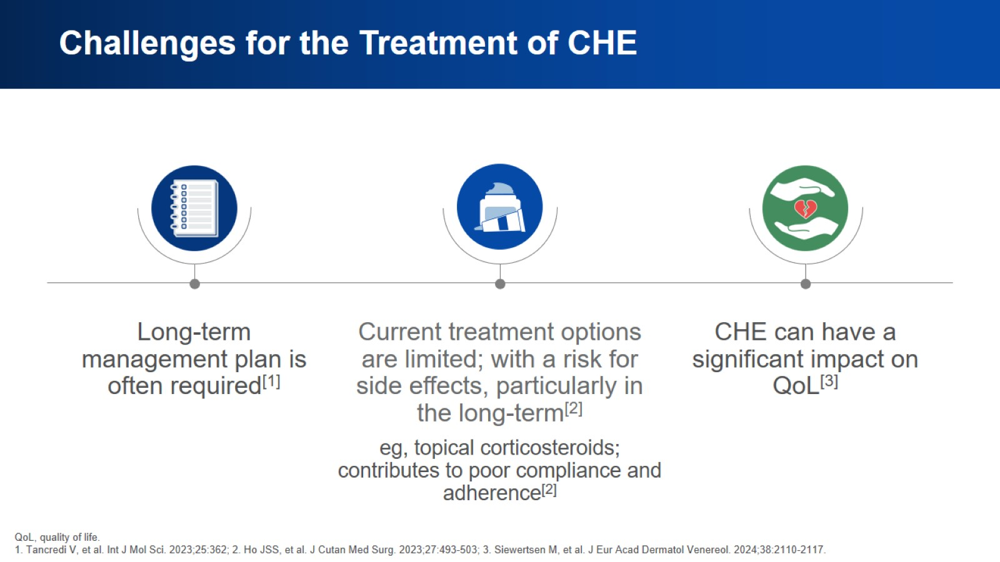 Challenges for the Treatment of CHE
Long-term
management plan is
often required[1]
Current treatment options
are limited; with a risk for
side effects, particularly in
the long-term[2]
eg, topical corticosteroids;
contributes to poor compliance and
adherence[2]
CHE can have a
significant impact on
QoL[3]
QoL, quality of life.
1. Tancredi V, et al. Int J Mol Sci. 2023;25:362; 2. Ho JSS, et al. J Cutan Med Surg. 2023;27:493-503; 3. Siewertsen M, et al. J Eur Acad Dermatol Venereol. 2024;38:2110-2117.